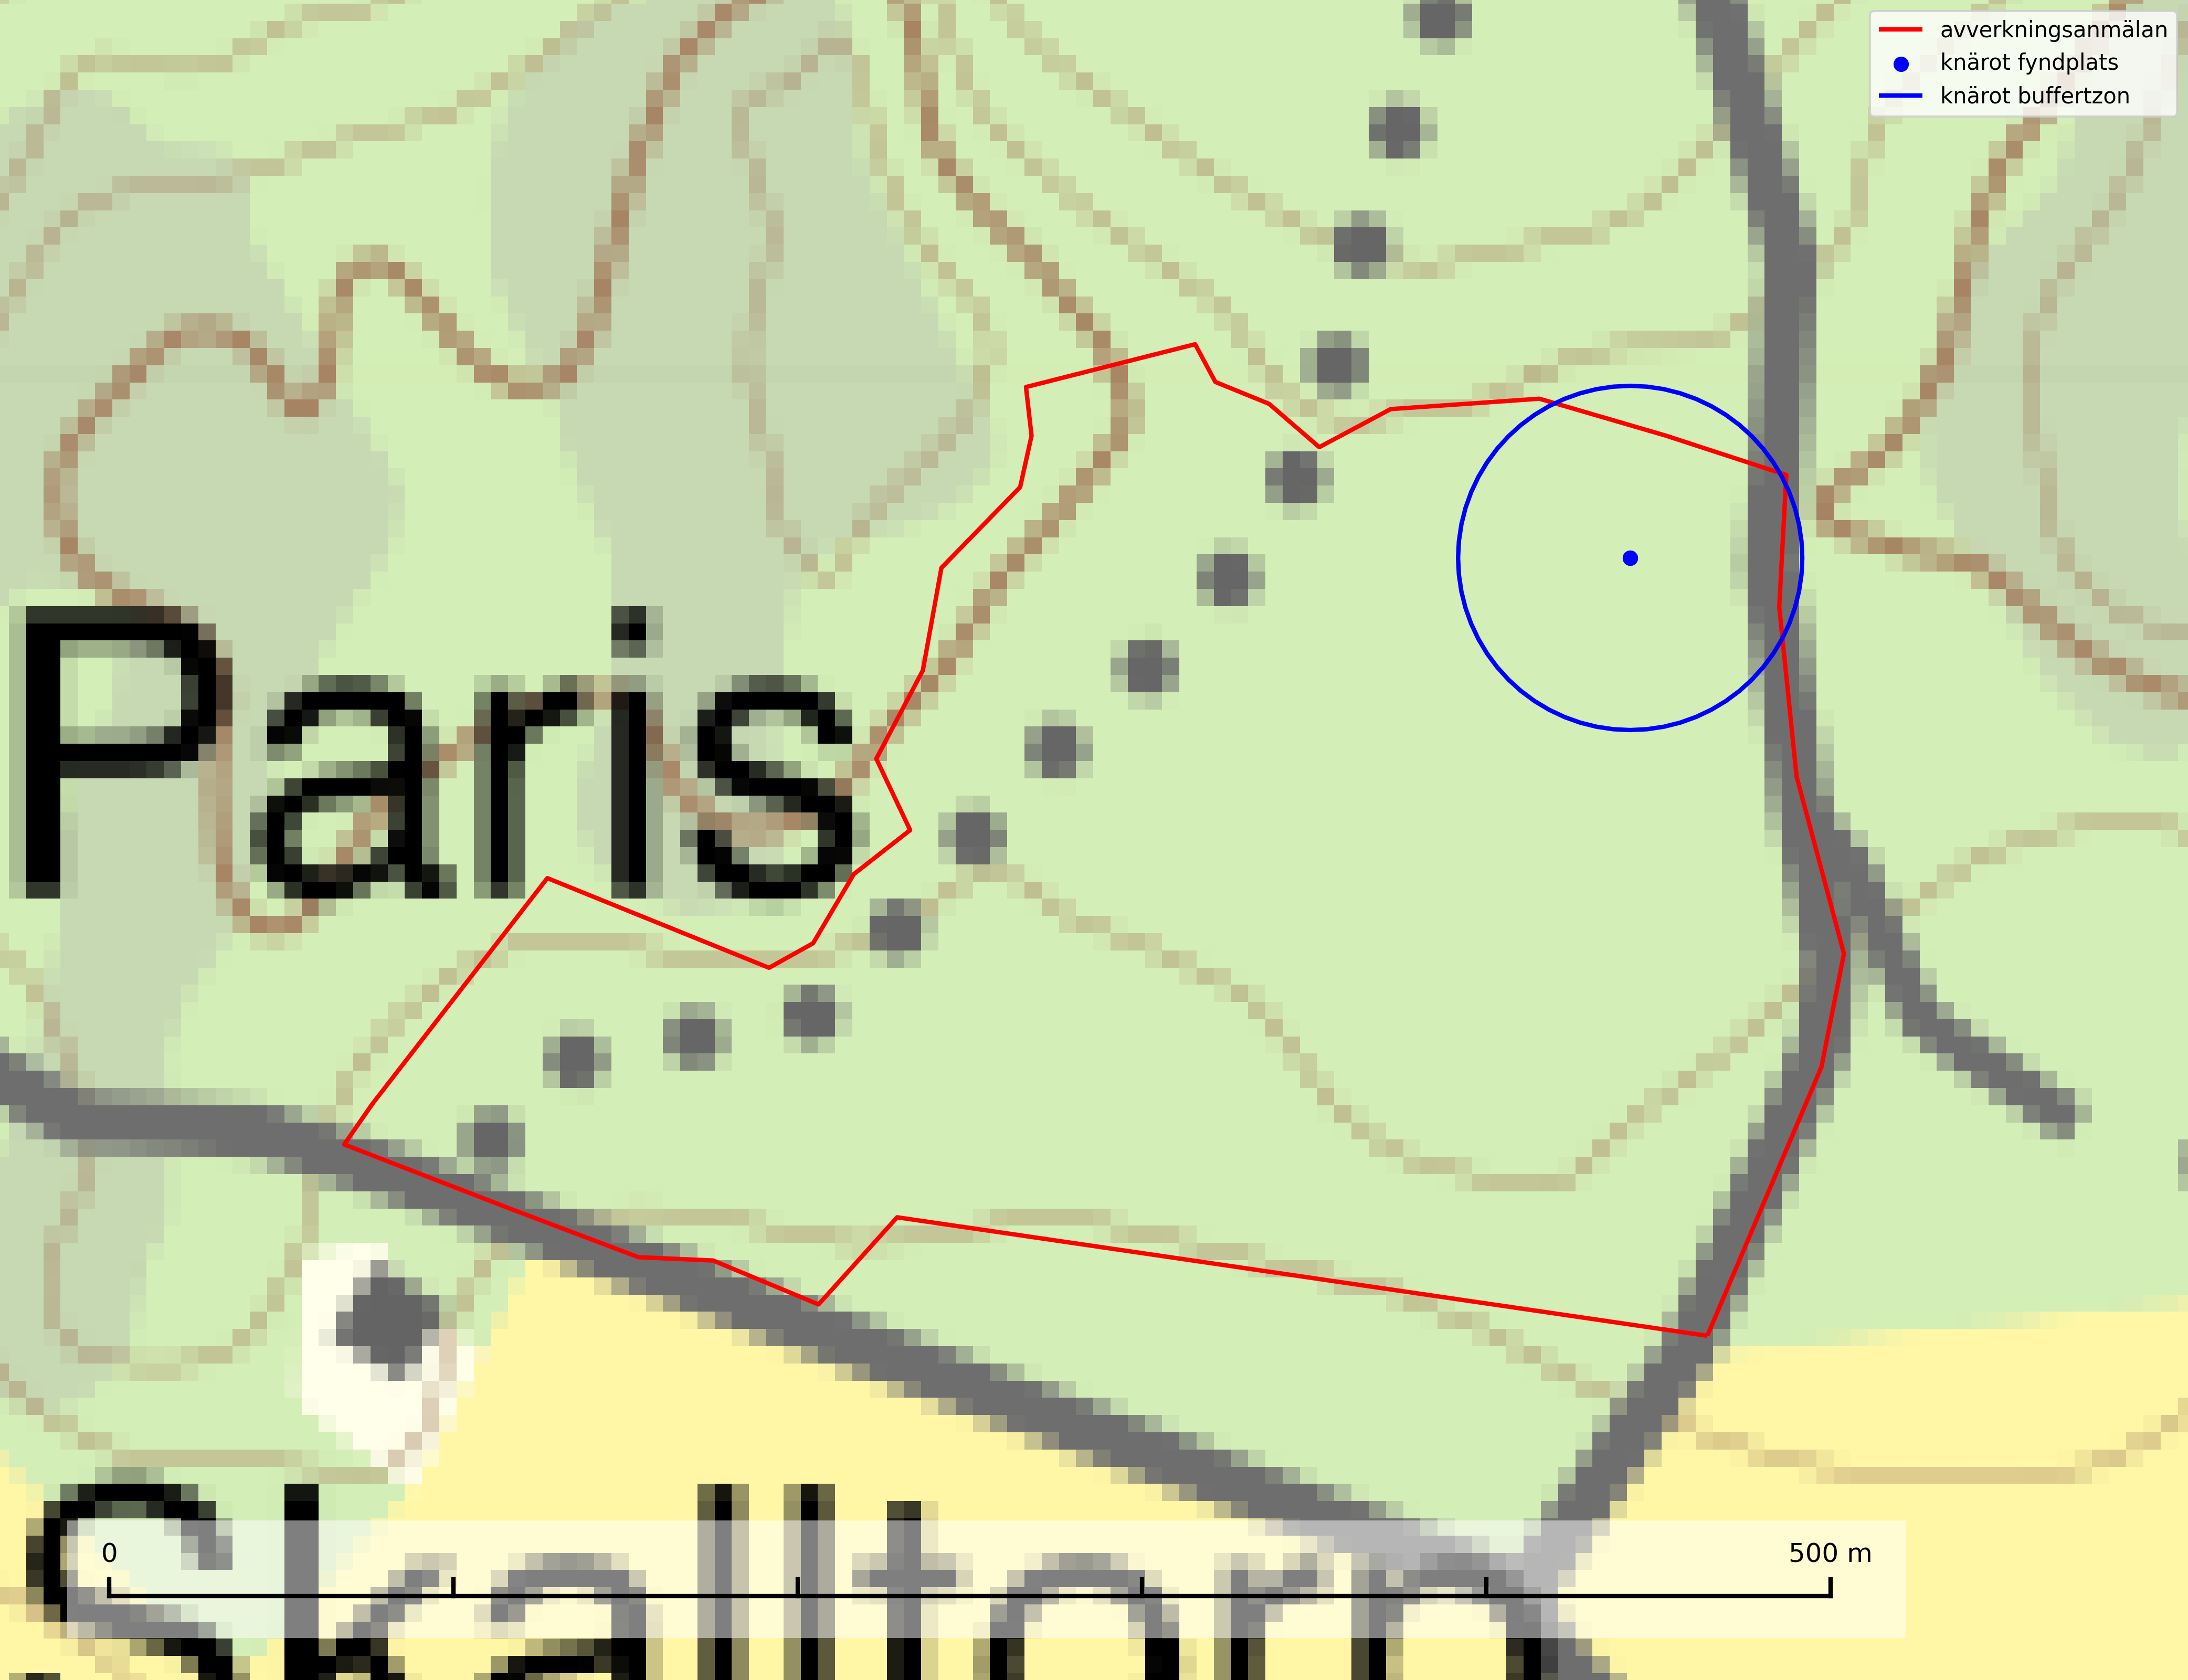 avverkningsanmälan
knärot fyndplats
knärot buffertzon
Paris
0 500 m